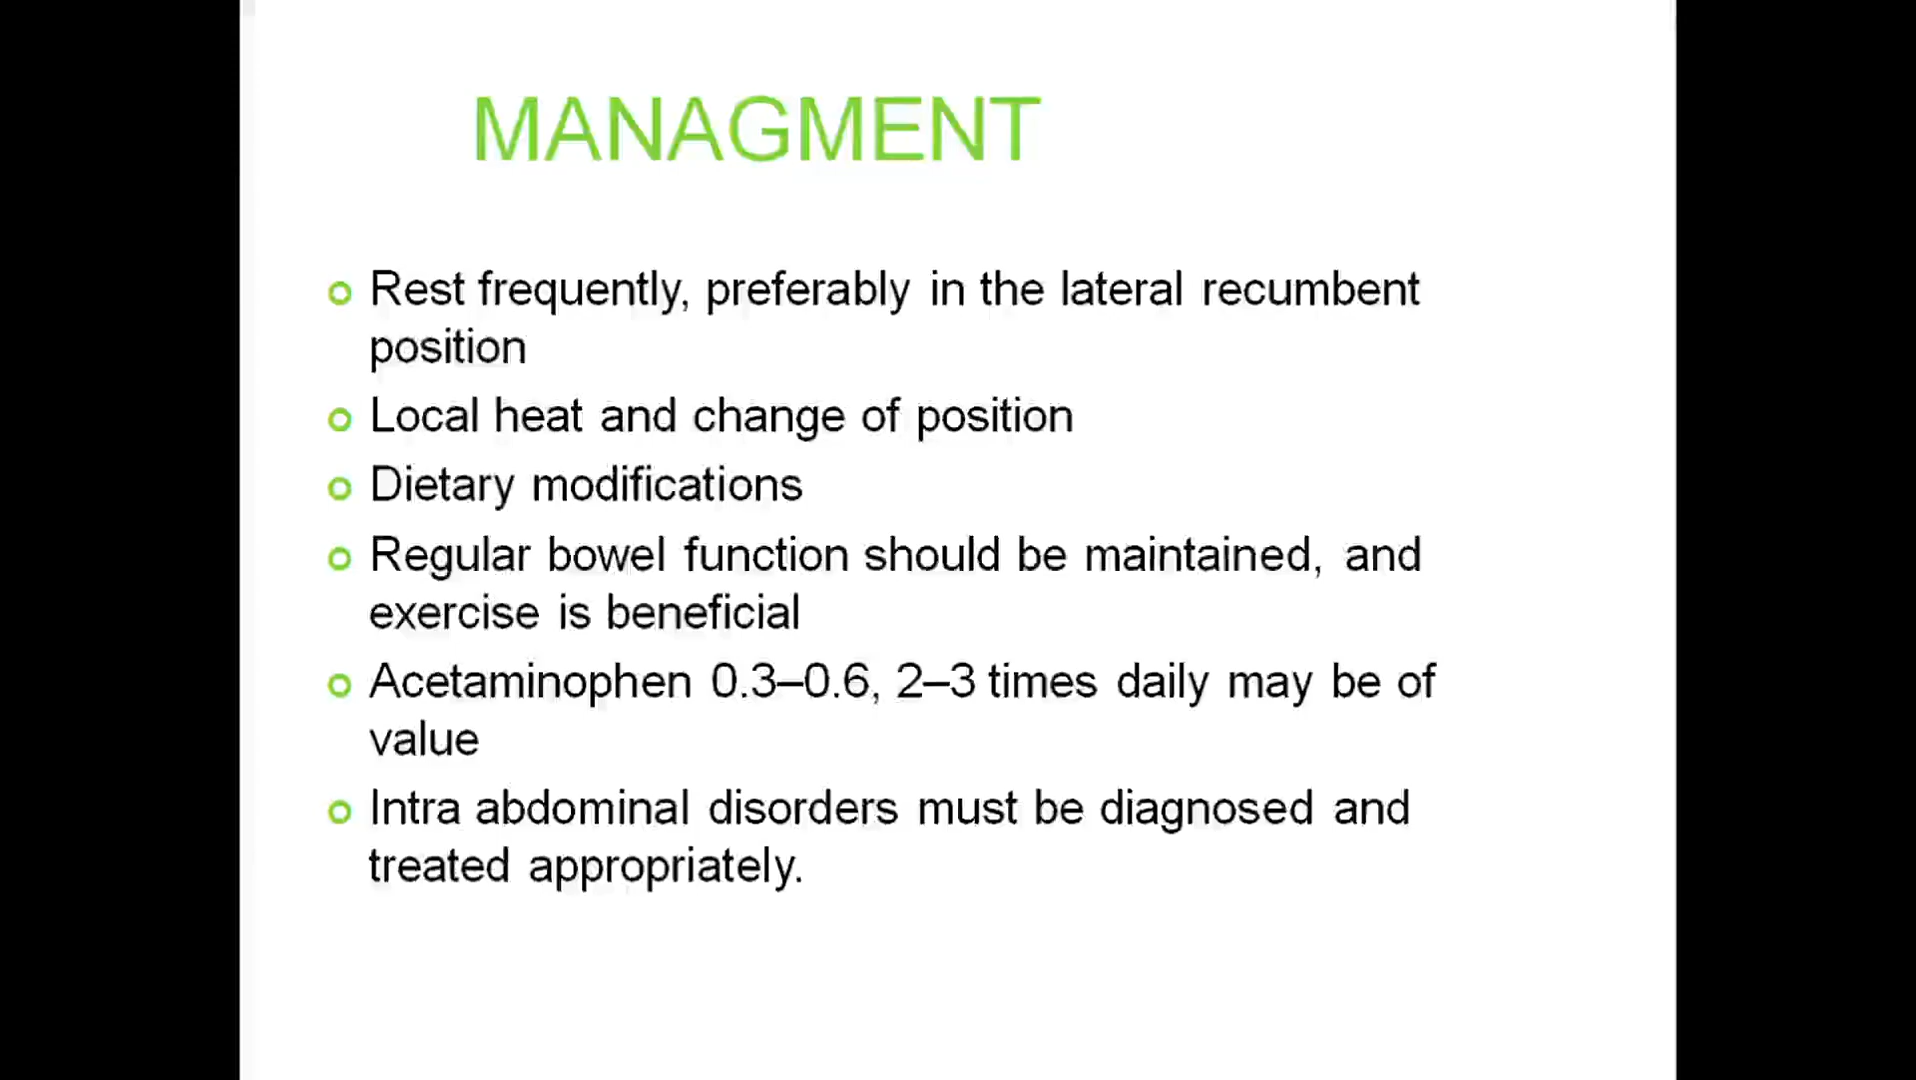 MANAGMENT
Rest frequently, preferably in the lateral recumbent
position
Local heat and change of position
Dietary modifications
Regular bowel function should be maintained, and
exercise is beneficial
Acetaminophen 0.3–0.6, 2–3 times daily may be of
value
Intra abdominal disorders must be diagnosed and
treated appropriately.